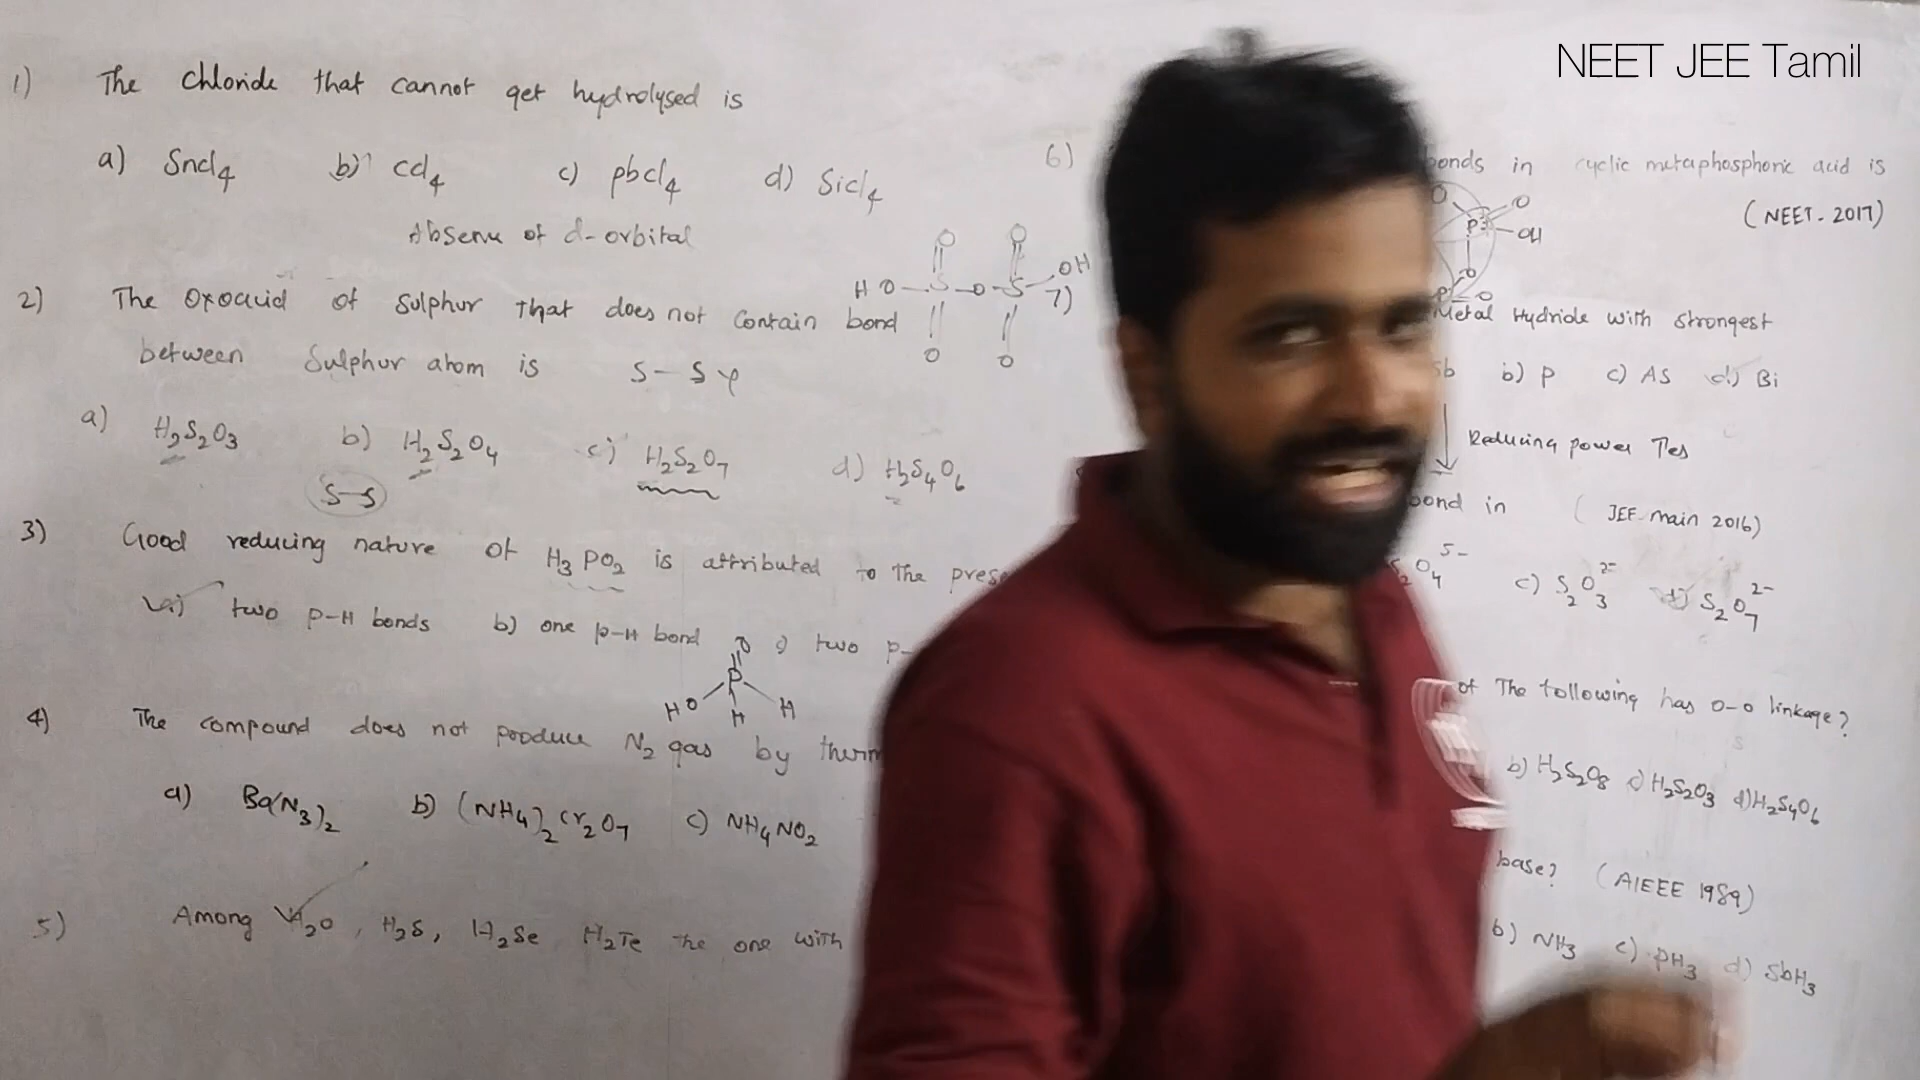 NEET JEE Tamil
1) The chloride that cannot get hydrolysed is
a) Sncl4 b) ccl4 c) pbcl4 d) Sicl4
Absence of d-orbital
2) The Oxoacid of sulphur that does not contain bond
between Sulphur atom is S-S
HO-S-O-S-OH
O O
O O
a) H2S2O3 b) H2S2O4 c) H2S2O7 d) H2S4O6
S-S
3) Good reducing nature of H3PO2 is attributed to the prese
a) two p-H bonds b) one p-H bond c) two p-
O
P
HO H H
4) The compound does not produce N2 gas by therm
a) Ba(N3)2 b) (NH4)2Cr2O7 c) NH4NO2
5) Among H2O, H2S, H2Se H2Te the one with
6) bonds in cyclic metaphosphoric acid is
(NEET-2017)
O P O -OH
O
P=O
7) Metal Hydride with strongest
Sb b) P c) AS d) Bi
Reducing power
bond in (JEE main 2016)
S2O4 5- c) S2O3 2- d) S2O7 2-
of The following has O-O linkage?
b) H2S2O8 c) H2S2O3 d) H2S4O6
base? (AIEEE 1989)
b) NH3 c) PH3 d) SbH3